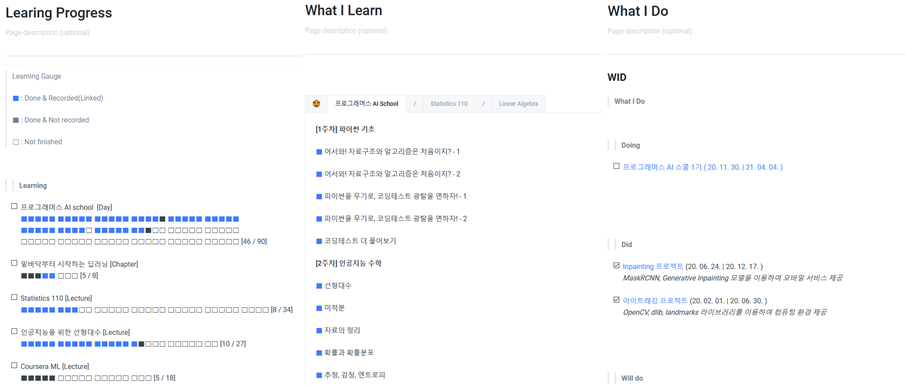 Learing Progress
Page description (optional)
Learning Gauge
: Done & Recorded(Linked)
: Done & Not recorded
: Not finished
Learning
프로그래머스 AI school [Day]
[46 / 90]
밑바닥부터 시작하는 딥러닝 [Chapter]
[5 / 8]
Statistics 110 [Lecture]
[8 / 34]
인공지능을 위한 선형대수 [Lecture]
[10 / 27]
Coursera ML [Lecture]
[5 / 18]
What I Learn
Page description (optional)
프로그래머스 AI School / Statistics 110 / Linear Algebra
[1주차] 파이썬 기초
어서와! 자료구조와 알고리즘은 처음이지? - 1
어서와! 자료구조와 알고리즘은 처음이지? - 2
파이썬을 무기로, 코딩테스트 광탈을 면하자! - 1
파이썬을 무기로, 코딩테스트 광탈을 면하자! - 2
코딩테스트 더 풀어보기
[2주차] 인공지능 수학
선형대수
미적분
자료의 정리
확률과 확률분포
추정, 검정, 엔트로피
What I Do
Page description (optional)
WID
What I Do
Doing
프로그래머스 AI 스쿨 1기 ( 20. 11. 30. | 21. 04. 04. )
Did
Inpainting 프로젝트 (20. 06. 24. | 20. 12. 17. )
MaskRCNN, Generative Inpainting 모델을 이용하여 모바일 서비스 제공
아이트래킹 프로젝트 (20. 02. 01. | 20. 06. 30. )
OpenCV, dlib, landmarks 라이브러리를 이용하여 컴퓨팅 환경 제공
Will do